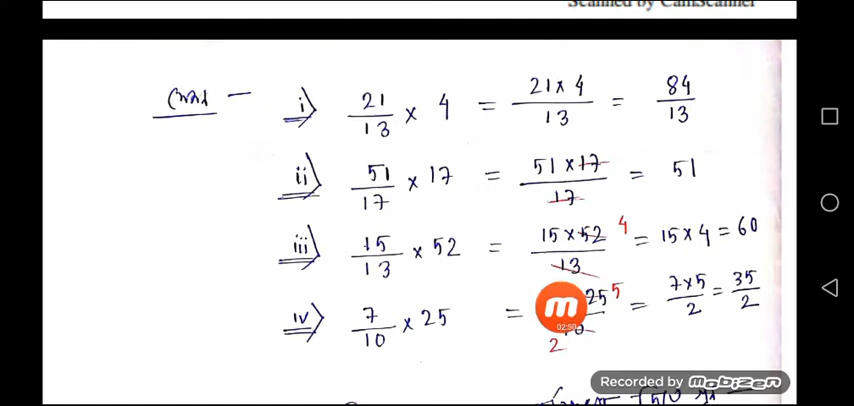 Scanned by CamScanner
i) 21/13 × 4 = 21×4/13 = 84/13
ii) 51/17 × 17 = 51×17/17 = 51
iii) 15/13 × 52 = 15×52/13 4 = 15×4 = 60
iv) 7/10 × 25 = 25 5 / 2 = 7×5/2 = 35/2
02:50
Recorded by mobizen